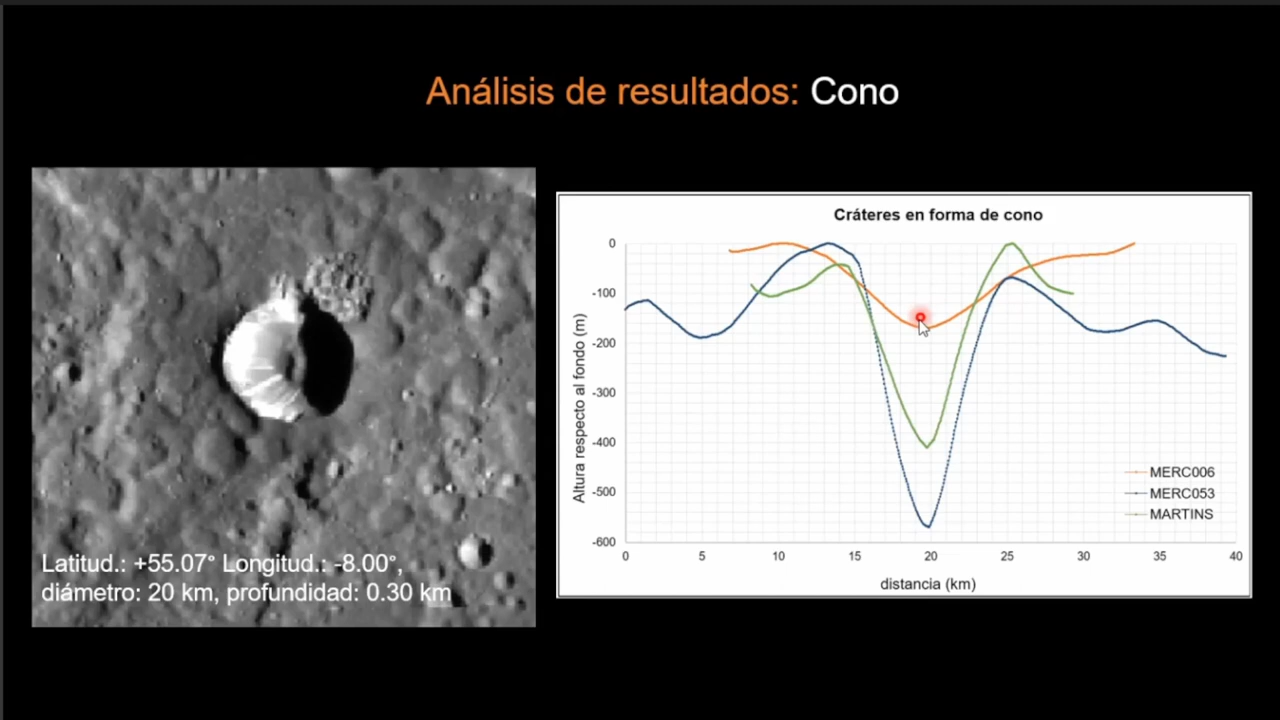 Análisis de resultados: Cono
Latitud.: +55.07° Longitud.: -8.00°,
diámetro: 20 km, profundidad: 0.30 km
Cráteres en forma de cono
Altura respecto al fondo (m)
0
-100
-200
-300
-400
-500
-600
0 5 10 15 20 25 30 35 40
distancia (km)
MERC006
MERC053
MARTINS